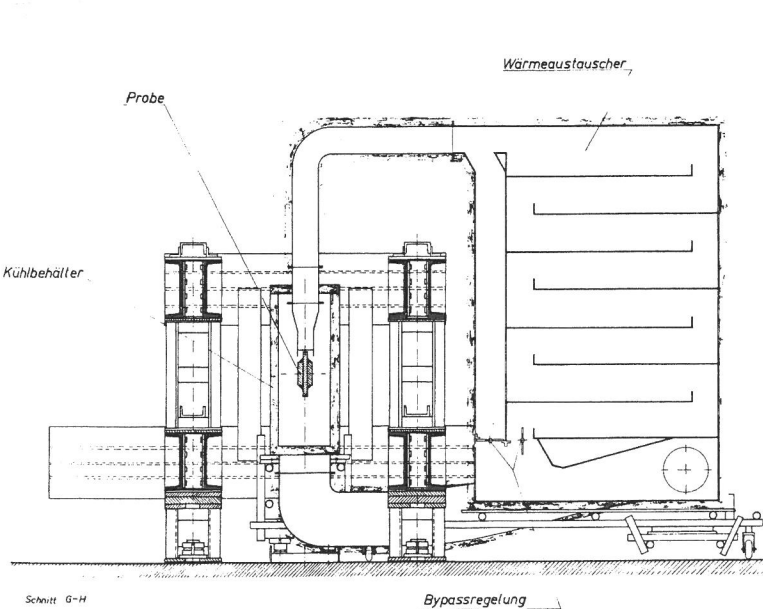 Wärmeaustauscher
Probe
Kühlbehälter
Schnitt G-H
Bypassregelung